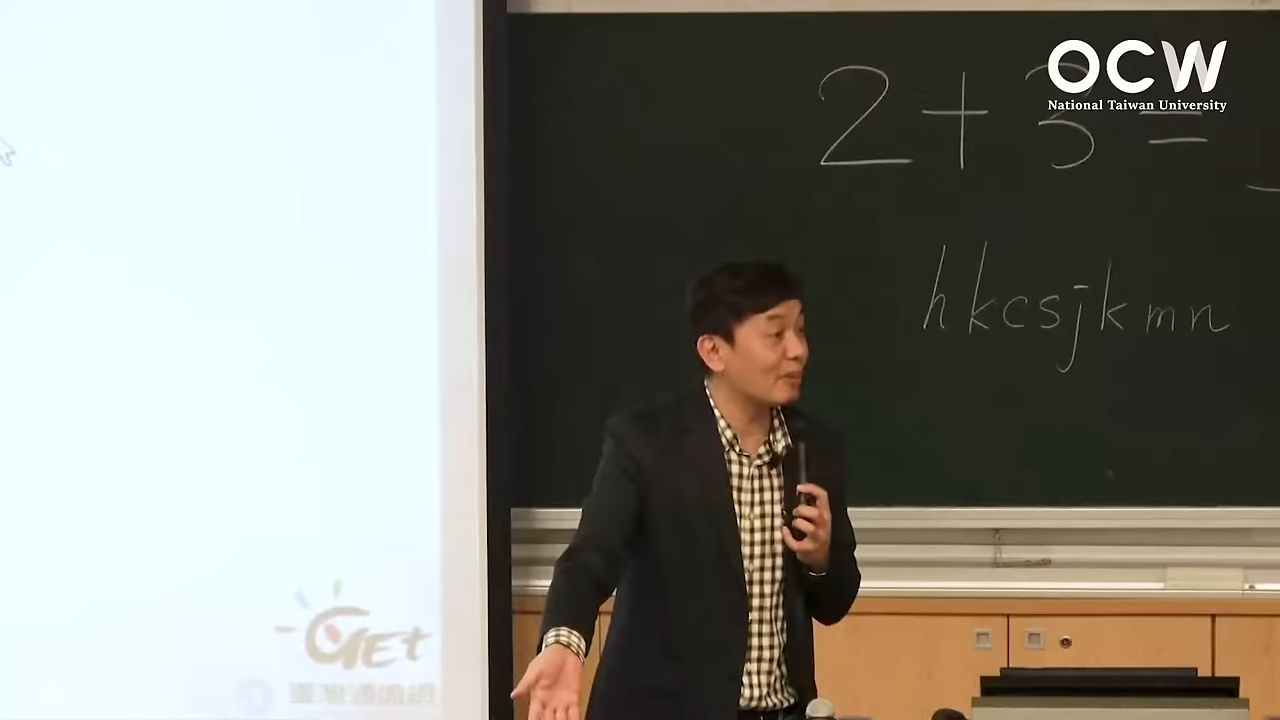 OCW
National Taiwan University
2 + 3 =
hkcsjkmn
GET